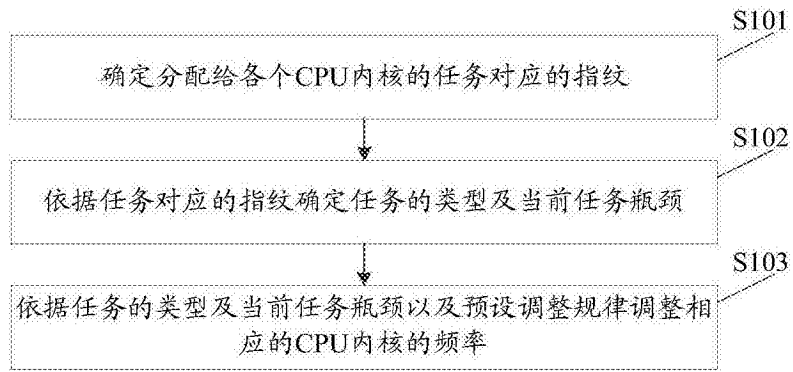 S101
确定分配给各个CPU内核的任务对应的指纹
S102
依据任务对应的指纹确定任务的类型及当前任务瓶颈
S103
依据任务的类型及当前任务瓶颈以及预设调整规律调整相
应的CPU内核的频率